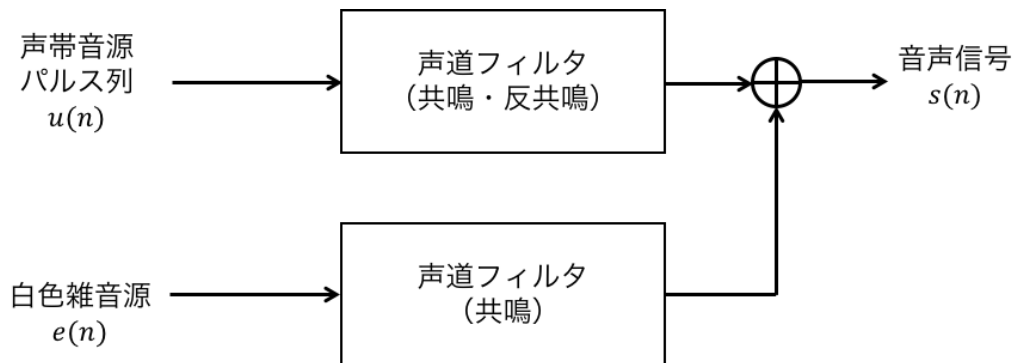 声帯音源
パルス列
u(n)
声道フィルタ
（共鳴・反共鳴）
音声信号
s(n)
白色雑音源
e(n)
声道フィルタ
（共鳴）